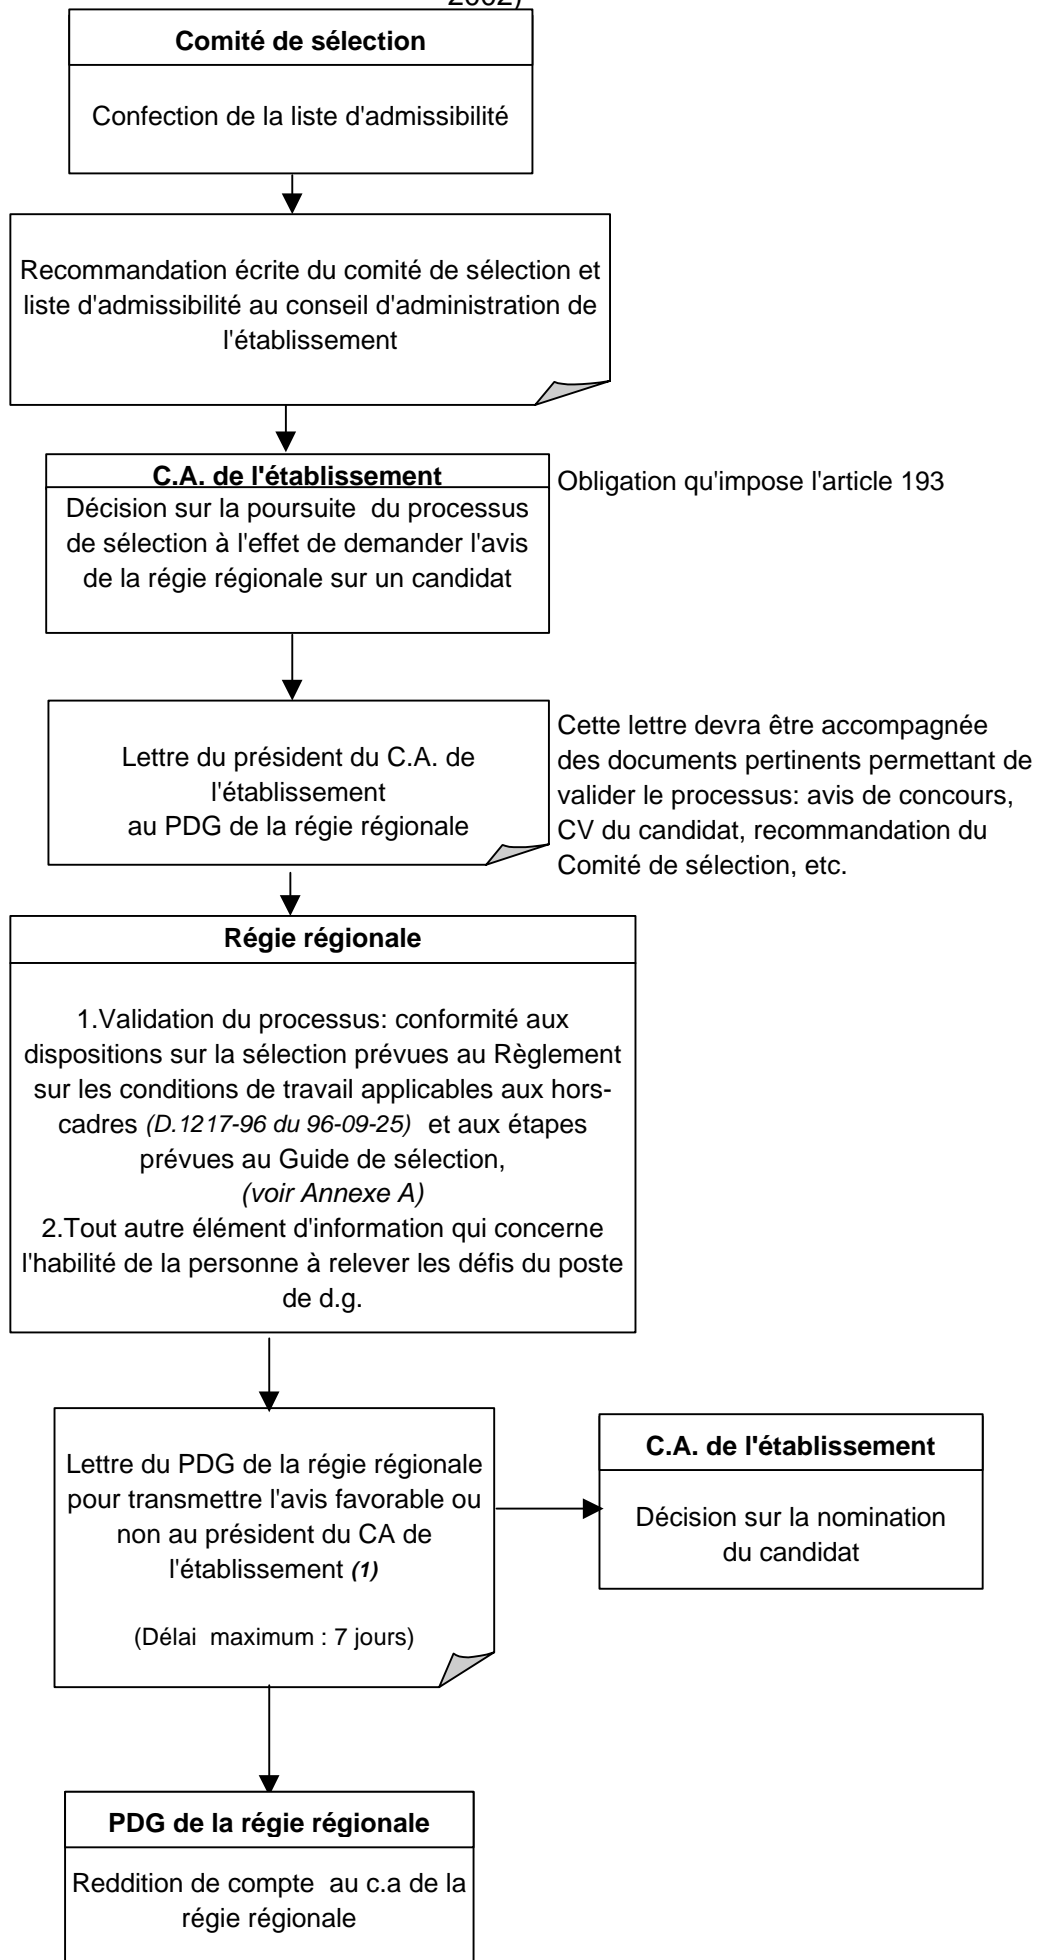 2002)
Comité de sélection
Confection de la liste d'admissibilité
Recommandation écrite du comité de sélection et
liste d'admissibilité au conseil d'administration de
l'établissement
C.A. de l'établissement
Décision sur la poursuite  du processus
de sélection à l'effet de demander l'avis
de la régie régionale sur un candidat
Obligation qu'impose l'article 193
Lettre du président du C.A. de
l'établissement
au PDG de la régie régionale
Cette lettre devra être accompagnée
des documents pertinents permettant de
valider le processus: avis de concours,
CV du candidat, recommandation du
Comité de sélection, etc.
Régie régionale
1.Validation du processus: conformité aux
dispositions sur la sélection prévues au Règlement
sur les conditions de travail applicables aux hors-
cadres (D.1217-96 du 96-09-25)  et aux étapes
prévues au Guide de sélection,
(voir Annexe A)
2.Tout autre élément d'information qui concerne
l'habilité de la personne à relever les défis du poste
de d.g.
Lettre du PDG de la régie régionale
pour transmettre l'avis favorable ou
non au président du CA de
l'établissement (1)
(Délai  maximum : 7 jours)
C.A. de l'établissement
Décision sur la nomination
du candidat
PDG de la régie régionale
Reddition de compte  au c.a de la
régie régionale